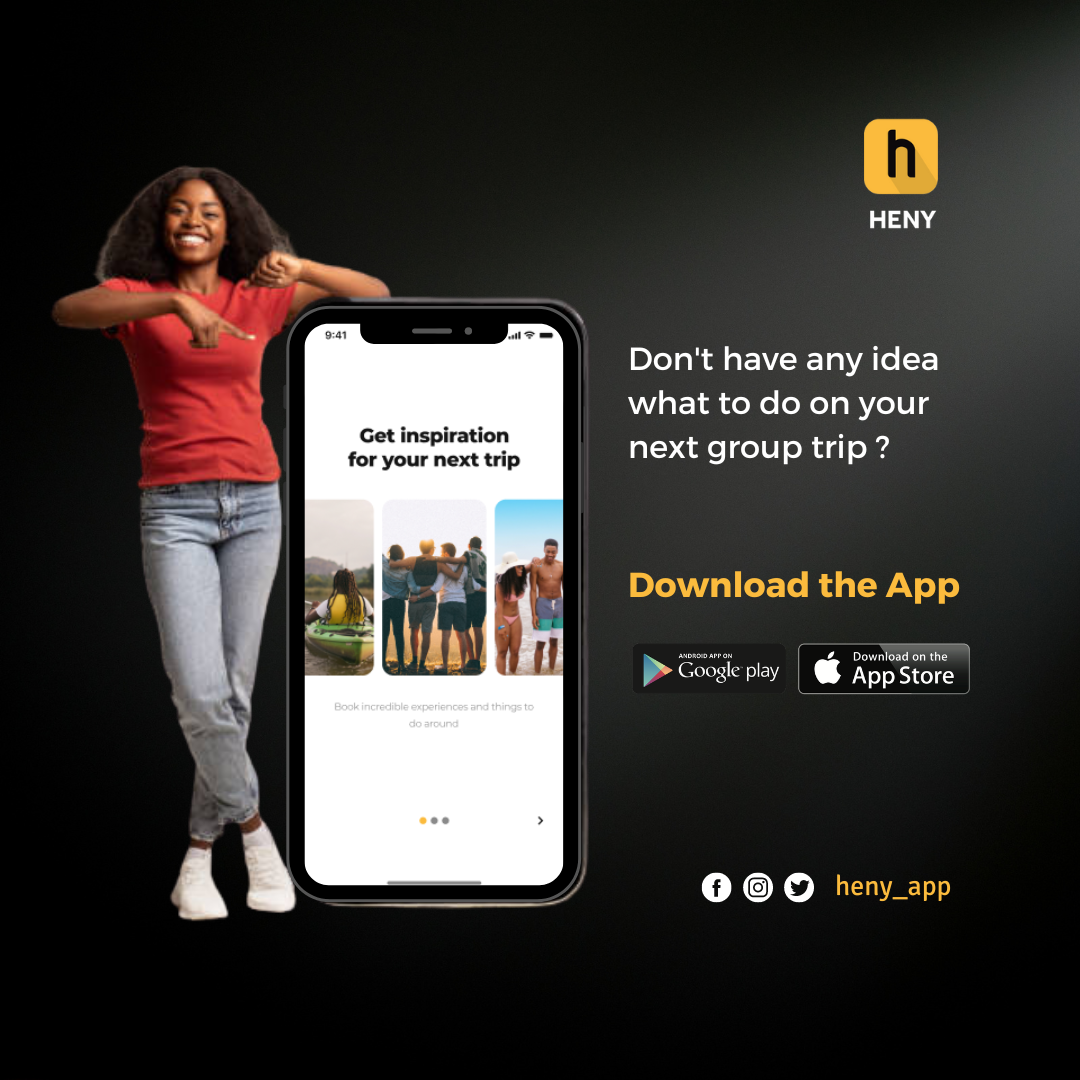 h
HENY
Don't have any idea
what to do on your
next group trip ?
Download the App
ANDROID APP ON
Google play
Download on the
App Store
heny_app
9:41
Get inspiration
for your next trip
Book incredible experiences and things to
do around